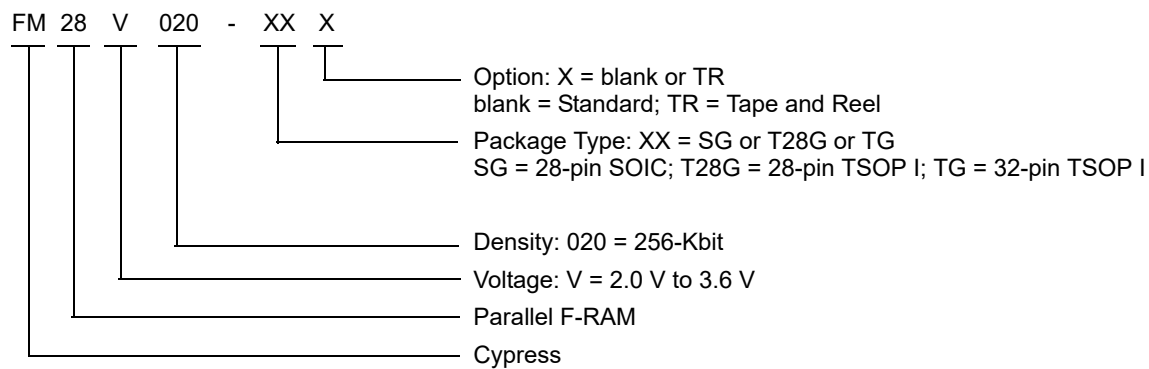 FM 28 V 020 - XX X
Option: X = blank or TR
blank = Standard; TR = Tape and Reel
Package Type: XX = SG or T28G or TG
SG = 28-pin SOIC; T28G = 28-pin TSOP I; TG = 32-pin TSOP I
Density: 020 = 256-Kbit
Voltage: V = 2.0 V to 3.6 V
Parallel F-RAM
Cypress